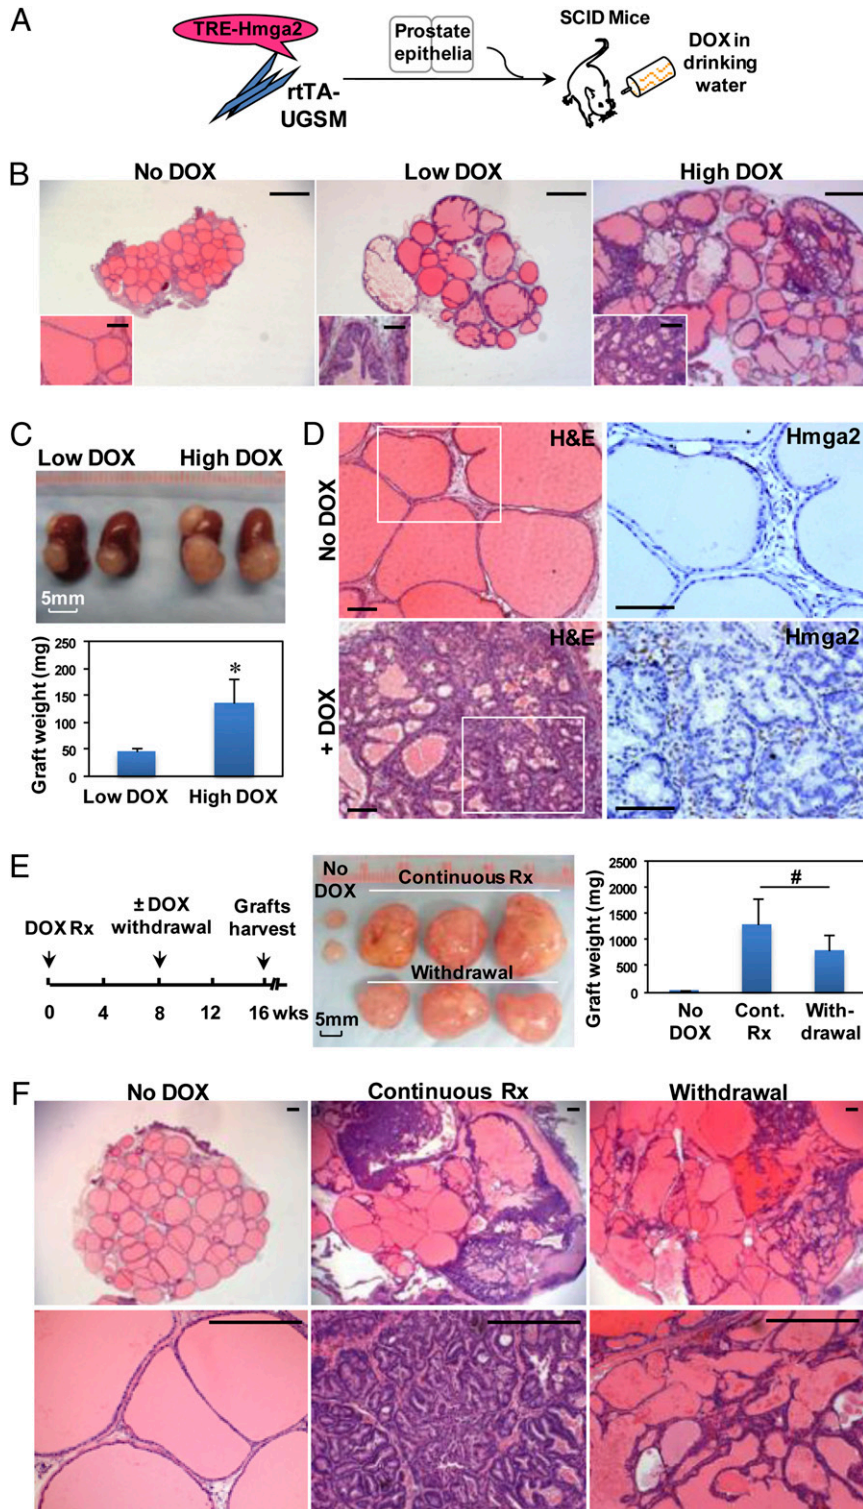 A
TRE-Hmga2
rtTA-
UGSM
Prostate
epithelia
SCID Mice
DOX in
drinking
water
B
No DOX
Low DOX
High DOX
C
Low DOX
High DOX
5mm
Graft weight (mg)
250
200
150
100
50
0
*
Low DOX
High DOX
D
No DOX
H&E
Hmga2
+ DOX
H&E
Hmga2
E
DOX Rx
± DOX
withdrawal
Grafts
harvest
0
4
8
12
16 wks
No
DOX
Continuous Rx
Withdrawal
5mm
Graft weight (mg)
2500
2000
1500
1000
500
0
#
No
DOX
Cont.
Rx
With-
drawal
F
No DOX
Continuous Rx
Withdrawal